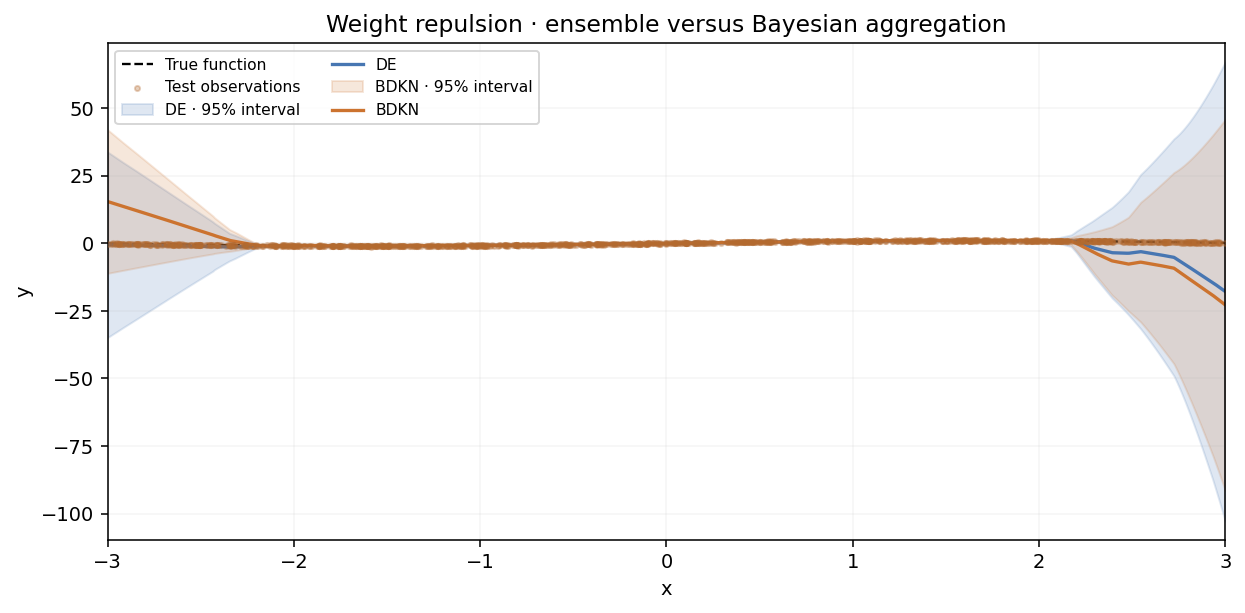 Weight repulsion · ensemble versus Bayesian aggregation
True function
Test observations
DE · 95% interval
DE
BDKN · 95% interval
BDKN
50
25
0
−25
−50
−75
−100
y
−3
−2
−1
0
1
2
3
x